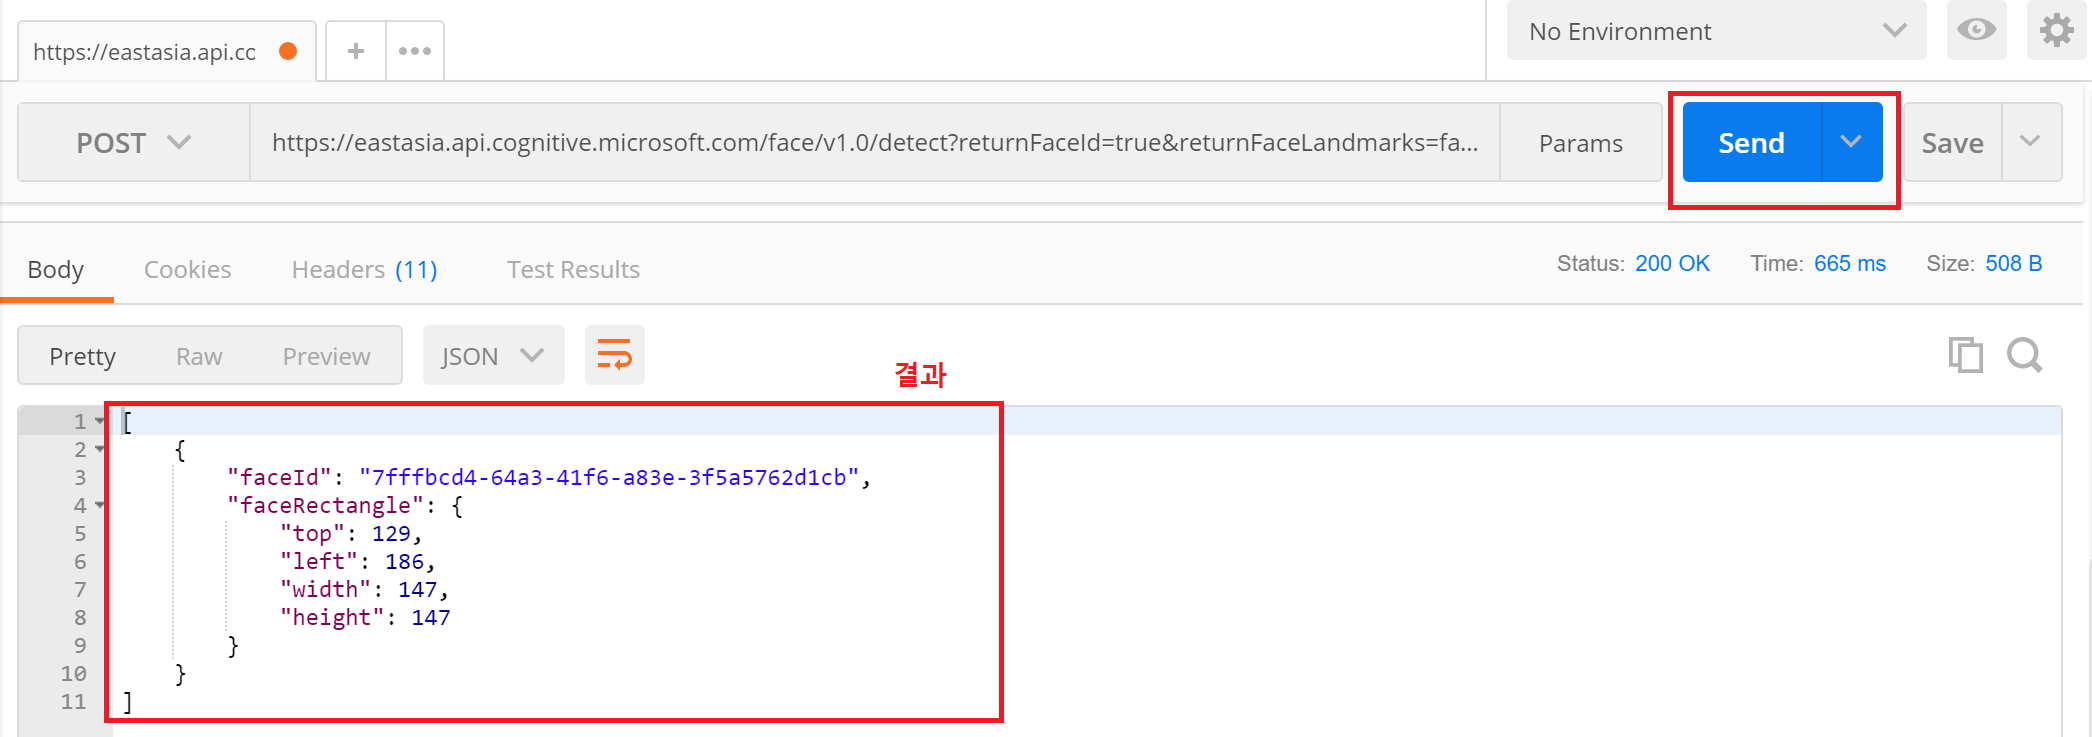 https://eastasia.api.co
No Environment
POST
https://eastasia.api.cognitive.microsoft.com/face/v1.0/detect?returnFaceId=true&returnFaceLandmarks=fa...
Params
Send
Save
Body Cookies Headers (11) Test Results
Status: 200 OK Time: 665 ms Size: 508 B
Pretty Raw Preview JSON
결과
1 [
2 {
3 "faceId": "7fffbcd4-64a3-41f6-a83e-3f5a5762d1cb",
4 "faceRectangle": {
5 "top": 129,
6 "left": 186,
7 "width": 147,
8 "height": 147
9 }
10 }
11 ]